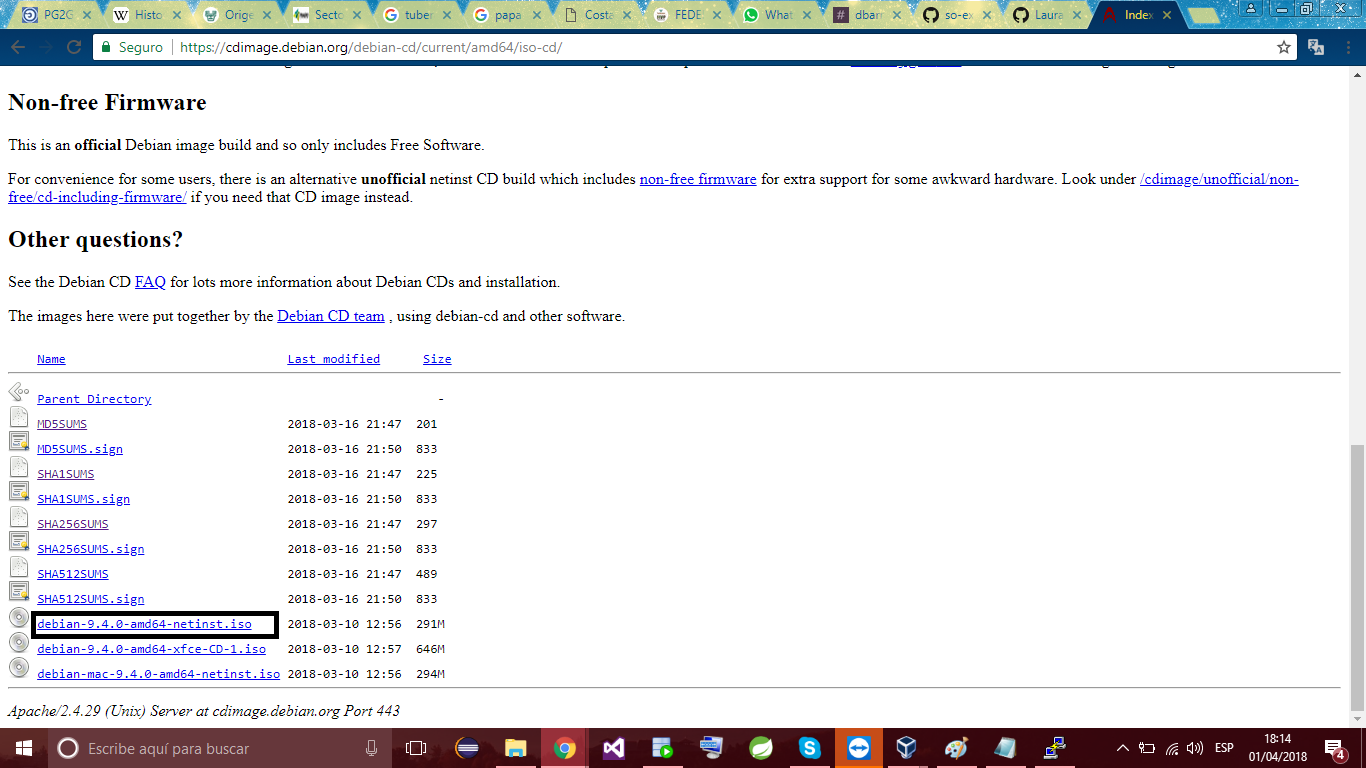 PG2G
Histo
Orige
Secto
tuber
papa
Costa
FEDE
What
dbarr
so-ex
Laura
Index
Seguro
https://cdimage.debian.org/debian-cd/current/amd64/iso-cd/
Non-free Firmware
This is an official Debian image build and so only includes Free Software.
For convenience for some users, there is an alternative unofficial netinst CD build which includes non-free firmware for extra support for some awkward hardware. Look under /cdimage/unofficial/non-
free/cd-including-firmware/ if you need that CD image instead.
Other questions?
See the Debian CD FAQ for lots more information about Debian CDs and installation.
The images here were put together by the Debian CD team , using debian-cd and other software.
Name Last modified Size
Parent Directory -
MD5SUMS 2018-03-16 21:47 201
MD5SUMS.sign 2018-03-16 21:50 833
SHA1SUMS 2018-03-16 21:47 225
SHA1SUMS.sign 2018-03-16 21:50 833
SHA256SUMS 2018-03-16 21:47 297
SHA256SUMS.sign 2018-03-16 21:50 833
SHA512SUMS 2018-03-16 21:47 489
SHA512SUMS.sign 2018-03-16 21:50 833
debian-9.4.0-amd64-netinst.iso 2018-03-10 12:56 291M
debian-9.4.0-amd64-xfce-CD-1.iso 2018-03-10 12:57 646M
debian-mac-9.4.0-amd64-netinst.iso 2018-03-10 12:56 294M
Apache/2.4.29 (Unix) Server at cdimage.debian.org Port 443
Escribe aquí para buscar
ESP
18:14
01/04/2018
4